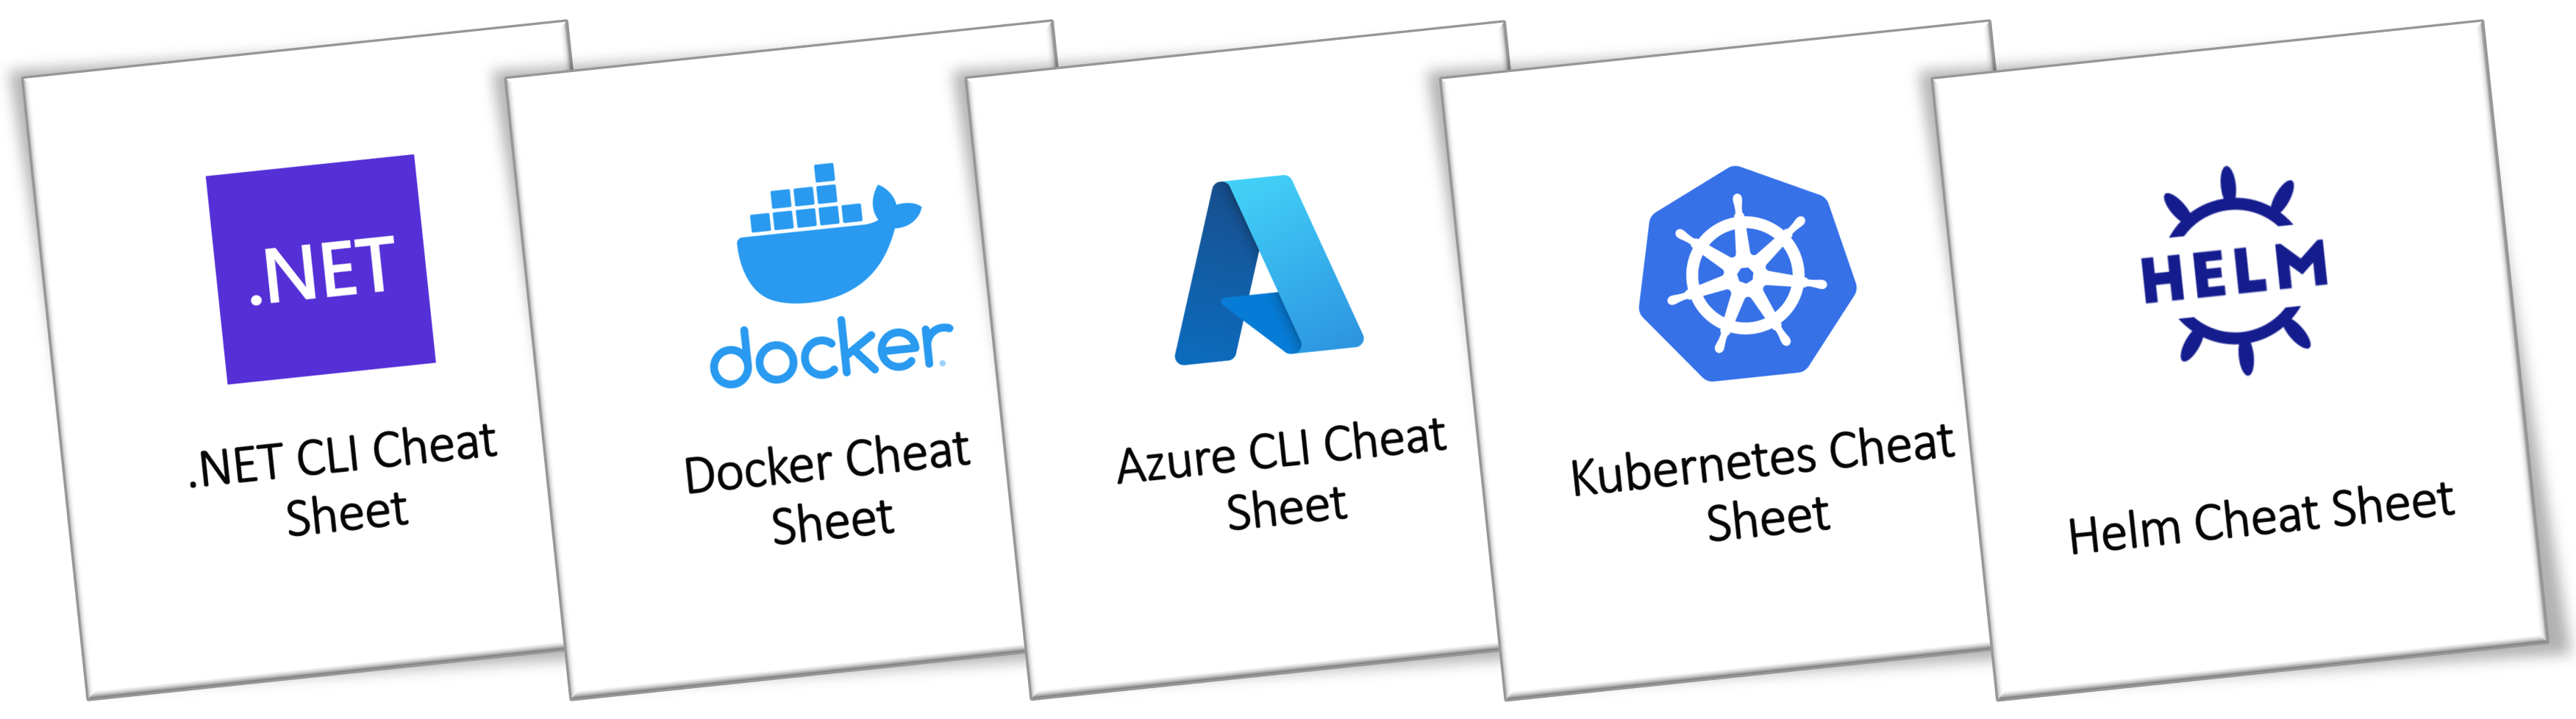 .NET
.NET CLI Cheat
Sheet
docker
Docker Cheat
Sheet
Azure CLI Cheat
Sheet
Kubernetes Cheat
Sheet
HELM
Helm Cheat Sheet